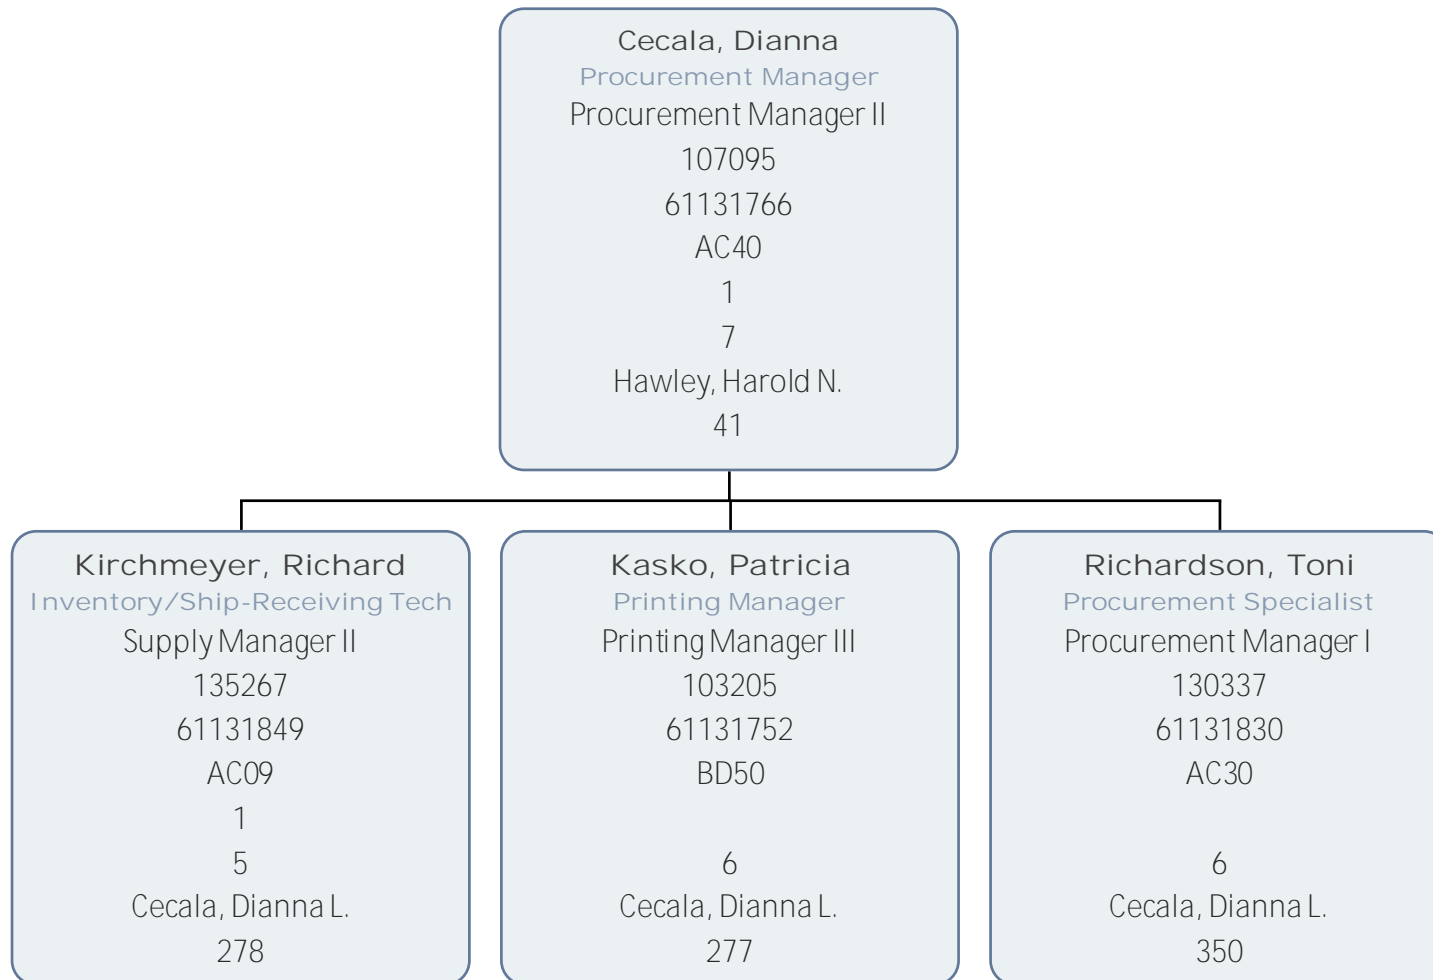 Cecala, Dianna
Procurement Manager
Procurement Manager II
107095
61131766
AC40
1
7
Hawley, Harold N.
41
Kirchmeyer, Richard
Inventory/Ship-Receiving Tech
Supply Manager II
135267
61131849
AC09
1
5
Cecala, Dianna L.
278
Kasko, Patricia
Printing Manager
Printing Manager III
103205
61131752
BD50
6
Cecala, Dianna L.
277
Richardson, Toni
Procurement Specialist
Procurement Manager I
130337
61131830
AC30
6
Cecala, Dianna L.
350